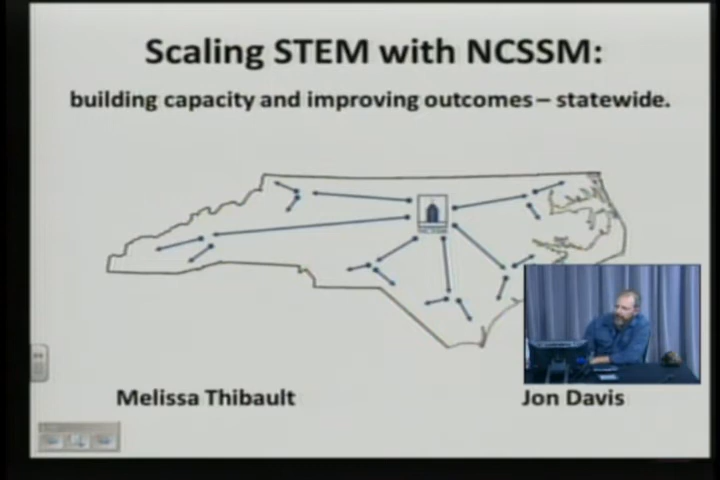 Scaling STEM with NCSSM:
building capacity and improving outcomes – statewide.
Melissa Thibault
Jon Davis